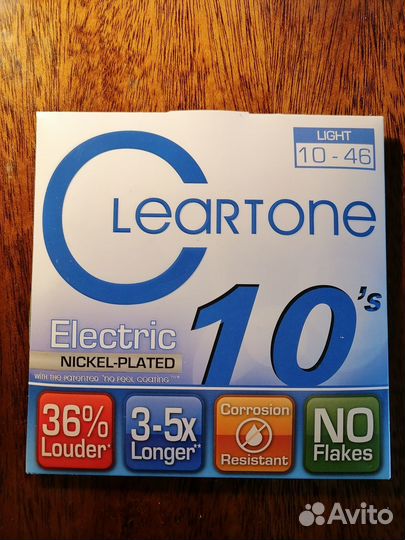 LIGHT
10 - 46
CLEARTONE
10's
Electric
NICKEL-PLATED
WITH THE PATENTED "NO FEEL COATING"™
36%
Louder*
3-5x
Longer**
Corrosion
Resistant
NO
Flakes
Avito